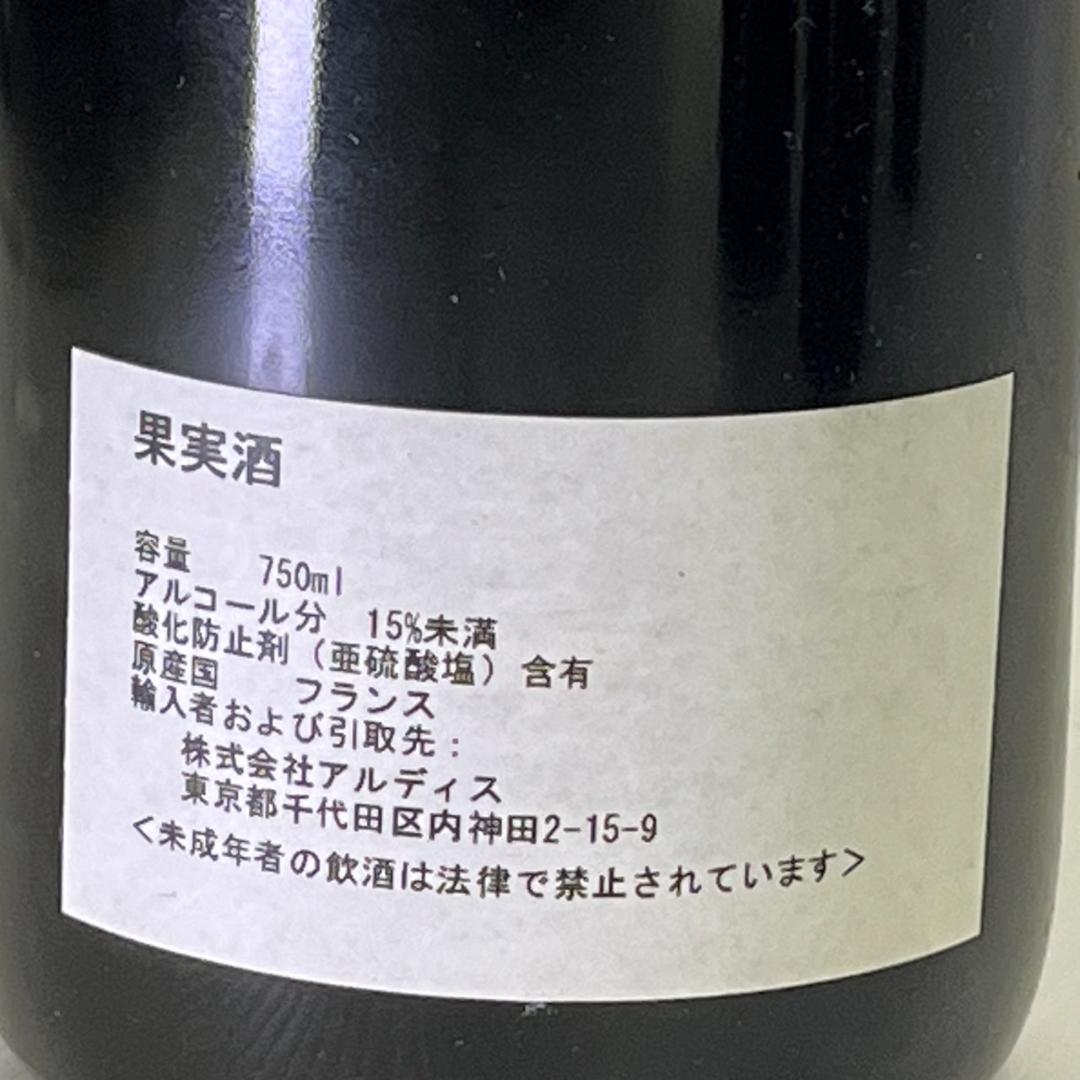 果実酒
容量　　750ml
アルコール分　15%未満
酸化防止剤（亜硫酸塩）含有
原産国　　フランス
輸入者および引取先：
株式会社アルディス
東京都千代田区内神田2-15-9
＜未成年者の飲酒は法律で禁止されています＞